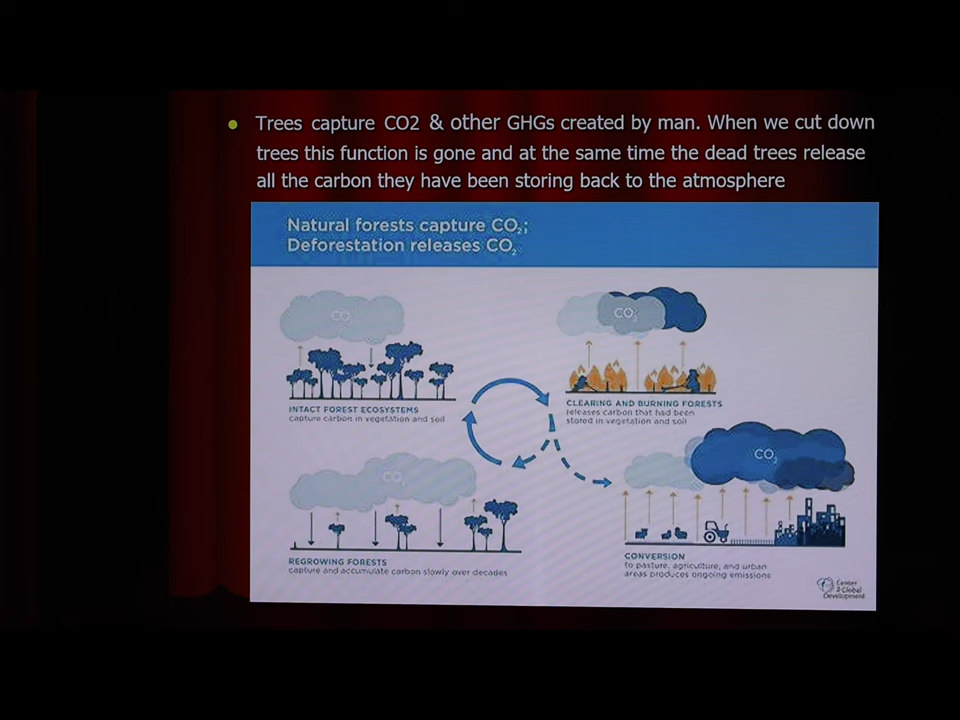 Trees capture CO2 & other GHGs created by man. When we cut down
trees this function is gone and at the same time the dead trees release
all the carbon they have been storing back to the atmosphere
Natural forests capture CO₂;
Deforestation releases CO₂
CO₂
INTACT FOREST ECOSYSTEMS
capture carbon in vegetation and soil
CO₂
CLEARING AND BURNING FORESTS
releases carbon that had been
stored in vegetation and soil
CO₂
REGROWING FORESTS
capture and accumulate carbon slowly over decades
CO₂
CONVERSION
to pasture, agriculture, and urban
areas produces ongoing emissions
Center
Global
Development